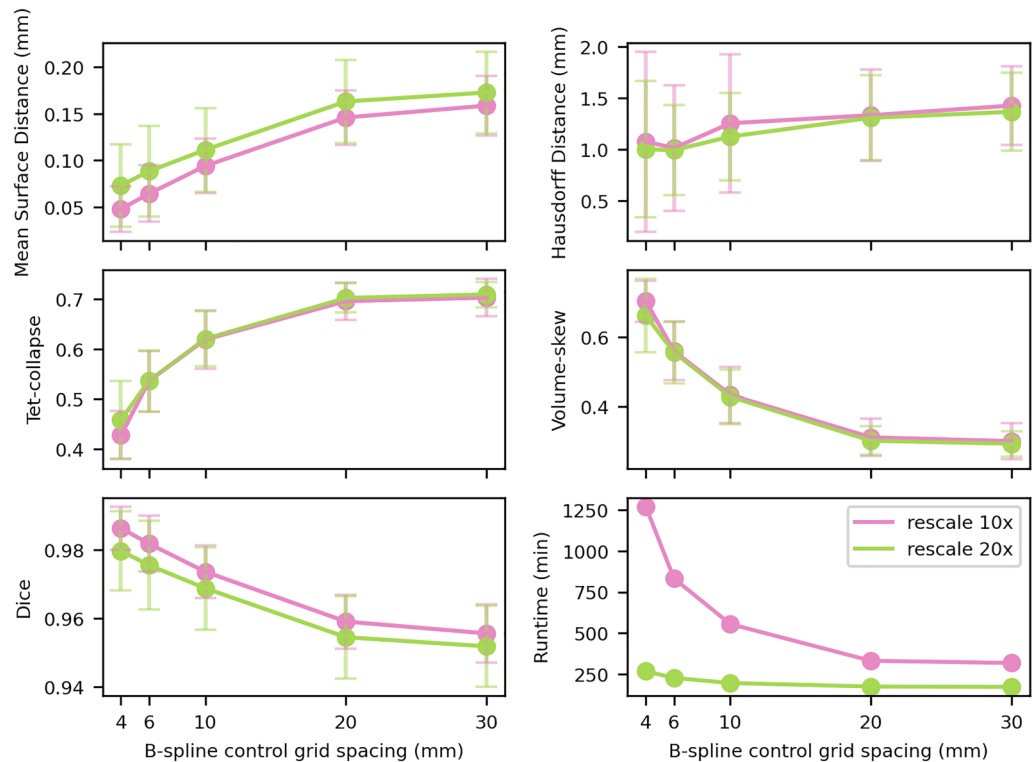 Mean Surface Distance (mm)
0.20
0.15
0.10
0.05
Hausdorff Distance (mm)
2.0
1.5
1.0
0.5
Tet-collapse
0.7
0.6
0.5
0.4
Volume-skew
0.6
0.4
Dice
0.98
0.96
0.94
4 6 10 20 30
B-spline control grid spacing (mm)
Runtime (min)
1250
1000
750
500
250
rescale 10x
rescale 20x
4 6 10 20 30
B-spline control grid spacing (mm)